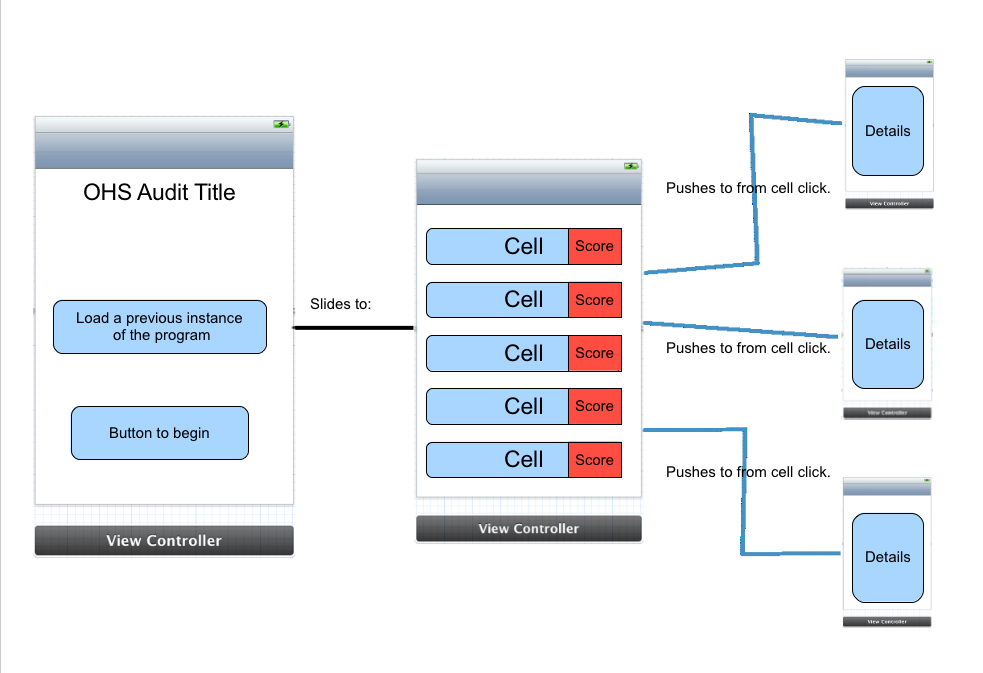 OHS Audit Title
Load a previous instance
of the program
Button to begin
View Controller
Slides to:
Cell Score
Cell Score
Cell Score
Cell Score
Cell Score
View Controller
Pushes to from cell click.
Details
View Controller
Pushes to from cell click.
Details
View Controller
Pushes to from cell click.
Details
View Controller